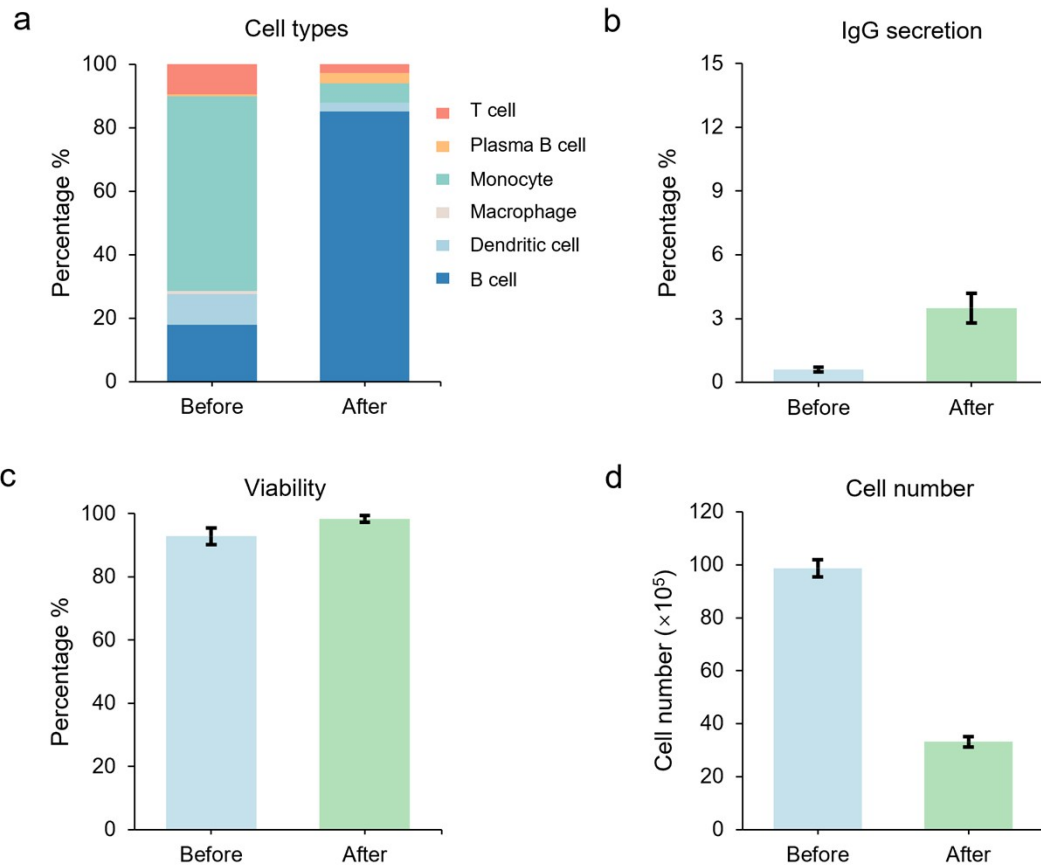 a
Cell types
Percentage %
100
80
60
40
20
0
Before
After
T cell
Plasma B cell
Monocyte
Macrophage
Dendritic cell
B cell
b
IgG secretion
Percentage %
15
12
9
6
3
0
Before
After
c
Viability
Percentage %
100
80
60
40
20
0
Before
After
d
Cell number
Cell number (×10⁵)
120
100
80
60
40
20
0
Before
After